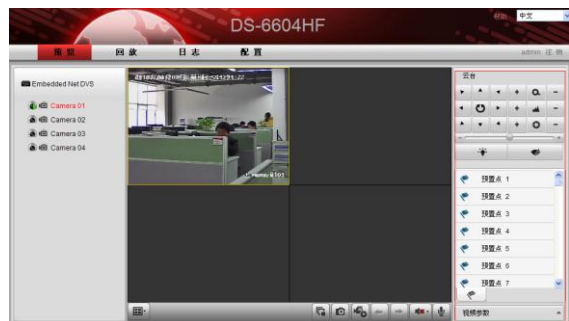 DS-6604HF
中文
预览 回放 日志 配置
admin 注销
Embedded Net DVS
Camera 01
Camera 02
Camera 03
Camera 04
云台
预置点 1
预置点 2
预置点 3
预置点 4
预置点 5
预置点 6
预置点 7
视频参数